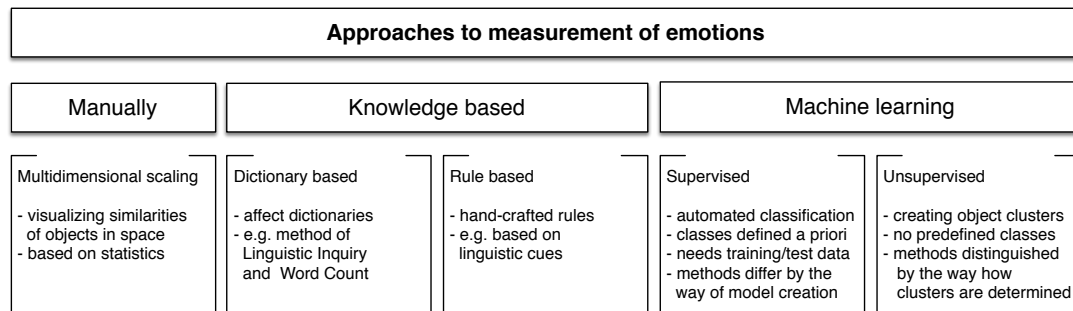 Approaches to measurement of emotions
Manually
Knowledge based
Machine learning
Multidimensional scaling
- visualizing similarities
of objects in space
- based on statistics
Dictionary based
- affect dictionaries
- e.g. method of
Linguistic Inquiry
and Word Count
Rule based
- hand-crafted rules
- e.g. based on
linguistic cues
Supervised
- automated classification
- classes defined a priori
- needs training/test data
- methods differ by the
way of model creation
Unsupervised
- creating object clusters
- no predefined classes
- methods distinguished
by the way how
clusters are determined